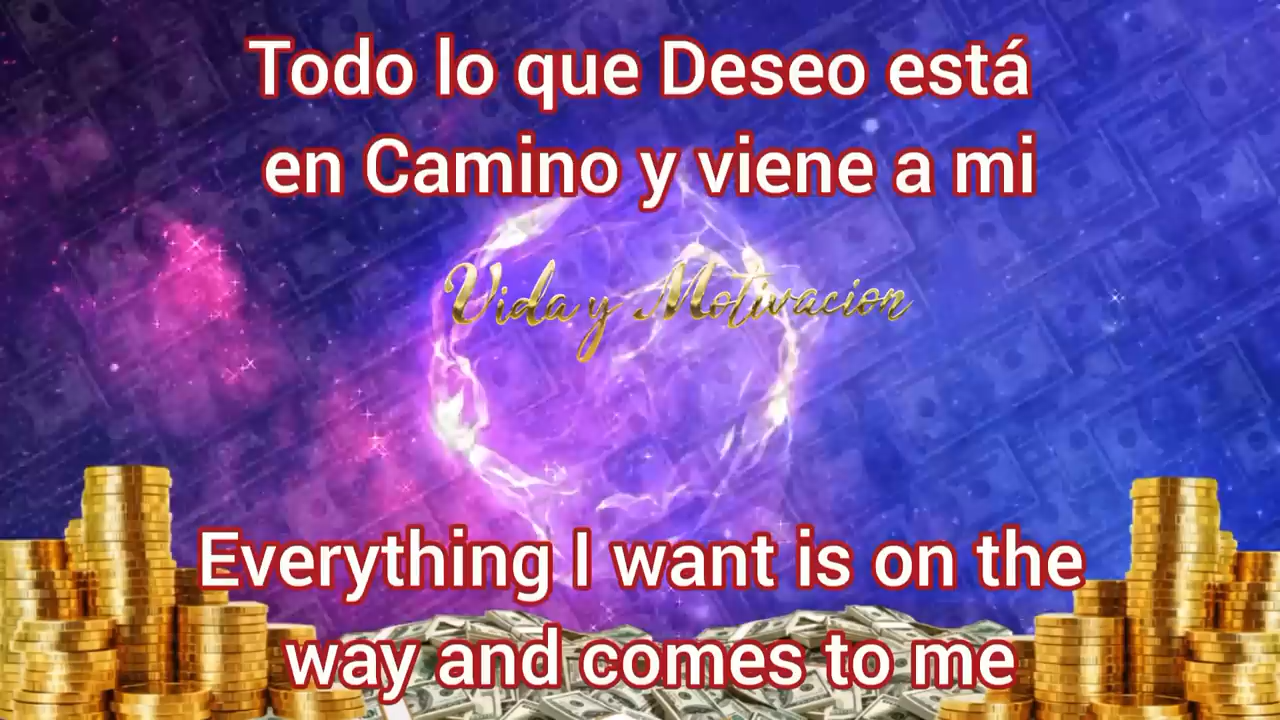 Todo lo que Deseo está
en Camino y viene a mi
Vida y Motivacion
Everything I want is on the
way and comes to me